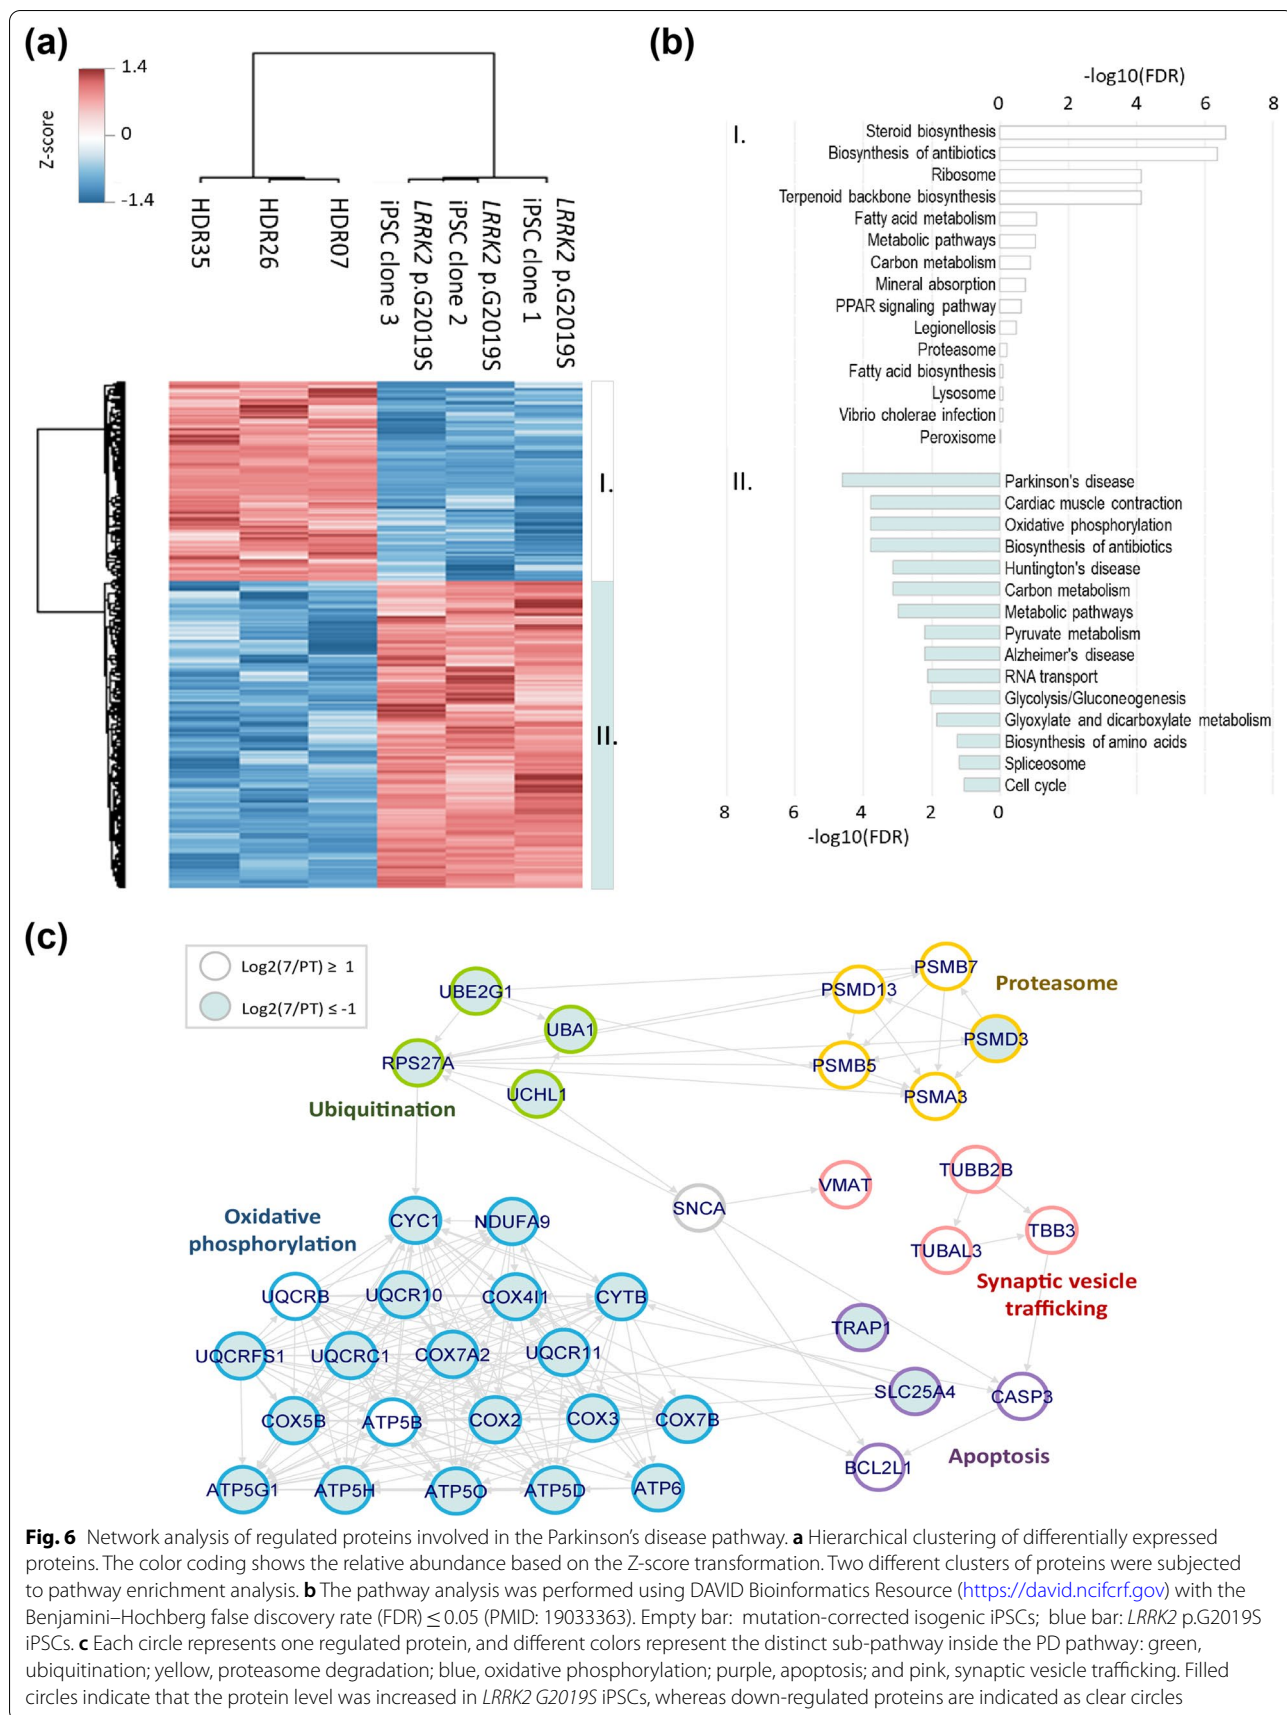 (a)
1.4
0
-1.4
Z-score
HDR35
HDR26
HDR07
LRRK2 p.G2019S
iPSC clone 3
LRRK2 p.G2019S
iPSC clone 2
LRRK2 p.G2019S
iPSC clone 1
I.
II.
(b)
-log10(FDR)
0 2 4 6 8
I.
Steroid biosynthesis
Biosynthesis of antibiotics
Ribosome
Terpenoid backbone biosynthesis
Fatty acid metabolism
Metabolic pathways
Carbon metabolism
Mineral absorption
PPAR signaling pathway
Legionellosis
Proteasome
Fatty acid biosynthesis
Lysosome
Vibrio cholerae infection
Peroxisome
II.
Parkinson's disease
Cardiac muscle contraction
Oxidative phosphorylation
Biosynthesis of antibiotics
Huntington's disease
Carbon metabolism
Metabolic pathways
Pyruvate metabolism
Alzheimer's disease
RNA transport
Glycolysis/Gluconeogenesis
Glyoxylate and dicarboxylate metabolism
Biosynthesis of amino acids
Spliceosome
Cell cycle
8 6 4 2 0
-log10(FDR)
(c)
Log2(7/PT) ≥ 1
Log2(7/PT) ≤ -1
UBE2G1
UBA1
RPS27A
UCHL1
Ubiquitination
PSMB7
PSMD13
Proteasome
PSMD3
PSMB5
PSMA3
SNCA
VMAT
TUBB2B
TBB3
TUBAL3
Synaptic vesicle
trafficking
Oxidative
phosphorylation
CYC1
NDUFA9
UQCRB
UQCR10
COX4I1
CYTB
UQCRFS1
UQCRC1
COX7A2
UQCR11
COX5B
ATP5B
COX2
COX3
COX7B
ATP5G1
ATP5H
ATP5O
ATP5D
ATP6
TRAP1
SLC25A4
CASP3
BCL2L1
Apoptosis
Fig. 6 Network analysis of regulated proteins involved in the Parkinson's disease pathway. a Hierarchical clustering of differentially expressed
proteins. The color coding shows the relative abundance based on the Z-score transformation. Two different clusters of proteins were subjected
to pathway enrichment analysis. b The pathway analysis was performed using DAVID Bioinformatics Resource (https://david.ncifcrf.gov) with the
Benjamini–Hochberg false discovery rate (FDR) ≤ 0.05 (PMID: 19033363). Empty bar: mutation-corrected isogenic iPSCs; blue bar: LRRK2 p.G2019S
iPSCs. c Each circle represents one regulated protein, and different colors represent the distinct sub-pathway inside the PD pathway: green,
ubiquitination; yellow, proteasome degradation; blue, oxidative phosphorylation; purple, apoptosis; and pink, synaptic vesicle trafficking. Filled
circles indicate that the protein level was increased in LRRK2 G2019S iPSCs, whereas down-regulated proteins are indicated as clear circles